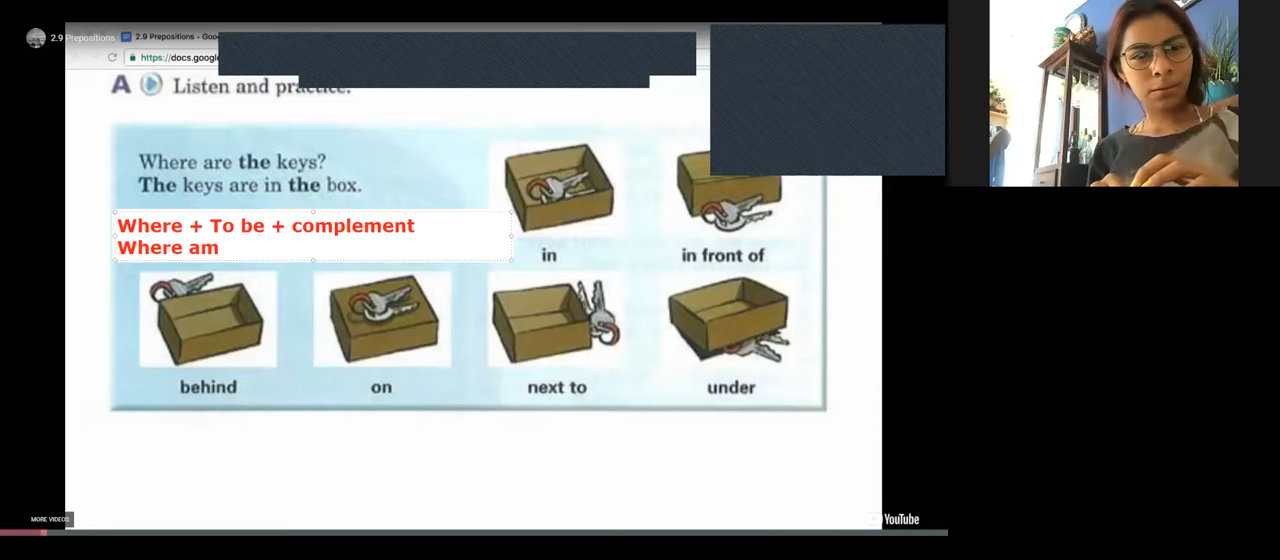 2.9 Prepositions
2.9 Prepositions - Goo
https://docs.google
A Listen and practice.
Where are the keys?
The keys are in the box.
Where + To be + complement
Where am
in
in front of
behind
on
next to
under
MORE VIDEOS
YouTube